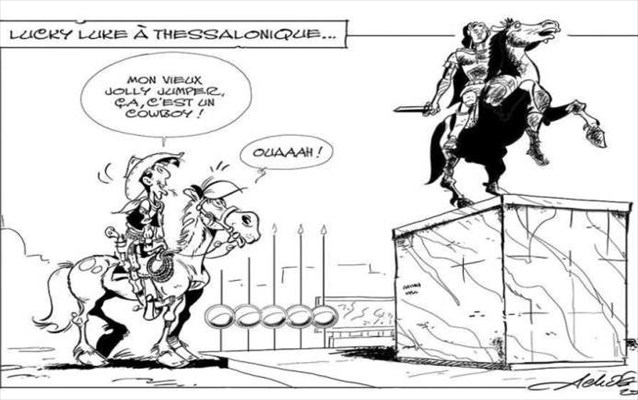 LUCKY LUKE À THESSALONIQUE...
MON VIEUX
JOLLY JUMPER,
ÇA, C'EST UN
COWBOY !
OUAAAH !